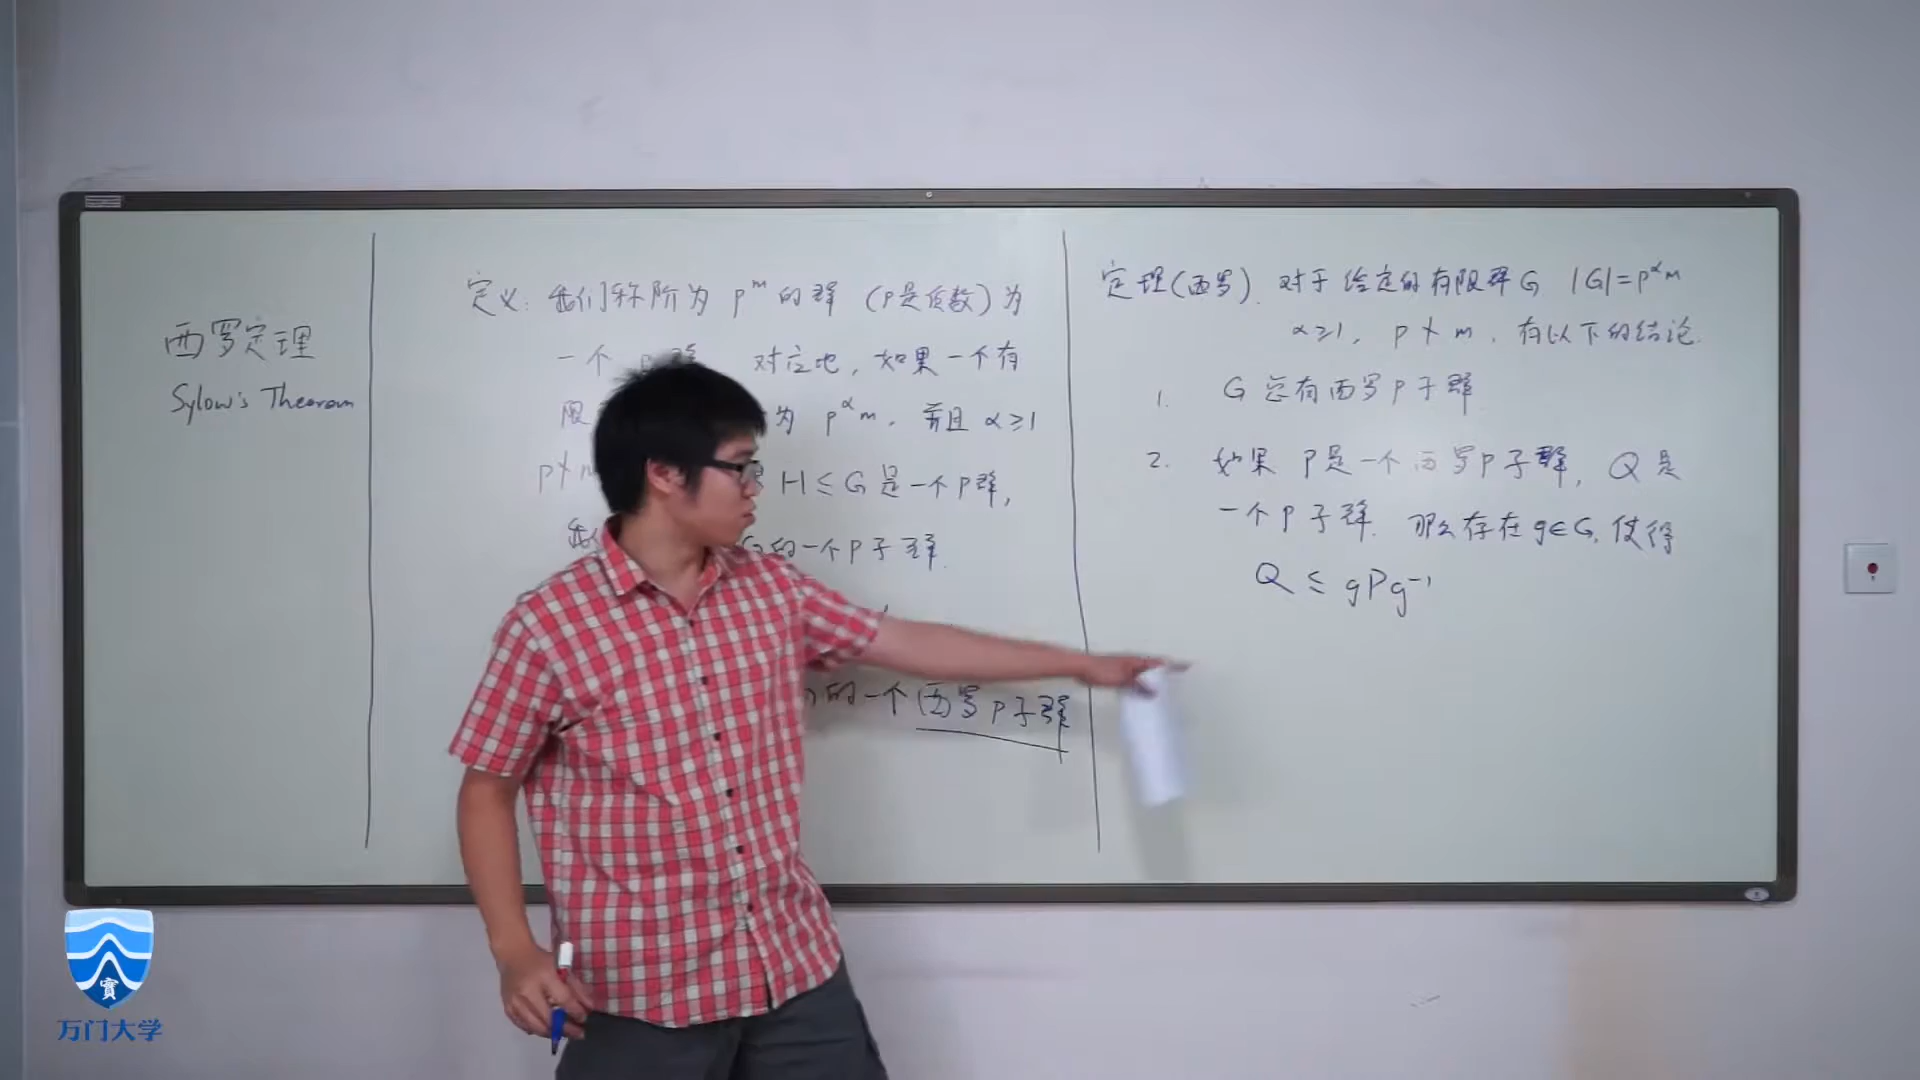 西罗定理
Sylow's Theorem
定义: 我们称阶为 p^m 的群 (p是质数) 为
一个 对应地, 如果一个有
限 为 p^α m, 并且 α≥1
p∤m H ≤ G 是一个p群,
我 的一个p子群.
的一个 西罗p子群
定理(西罗). 对于给定的有限群G |G|=p^α m
α≥1, p∤m, 有以下的结论.
1. G 总有西罗p子群
2. 如果 P是一个西罗p子群, Q是
一个p子群. 那么存在g∈G, 使得
Q ≤ gPg⁻¹
寳
万门大学